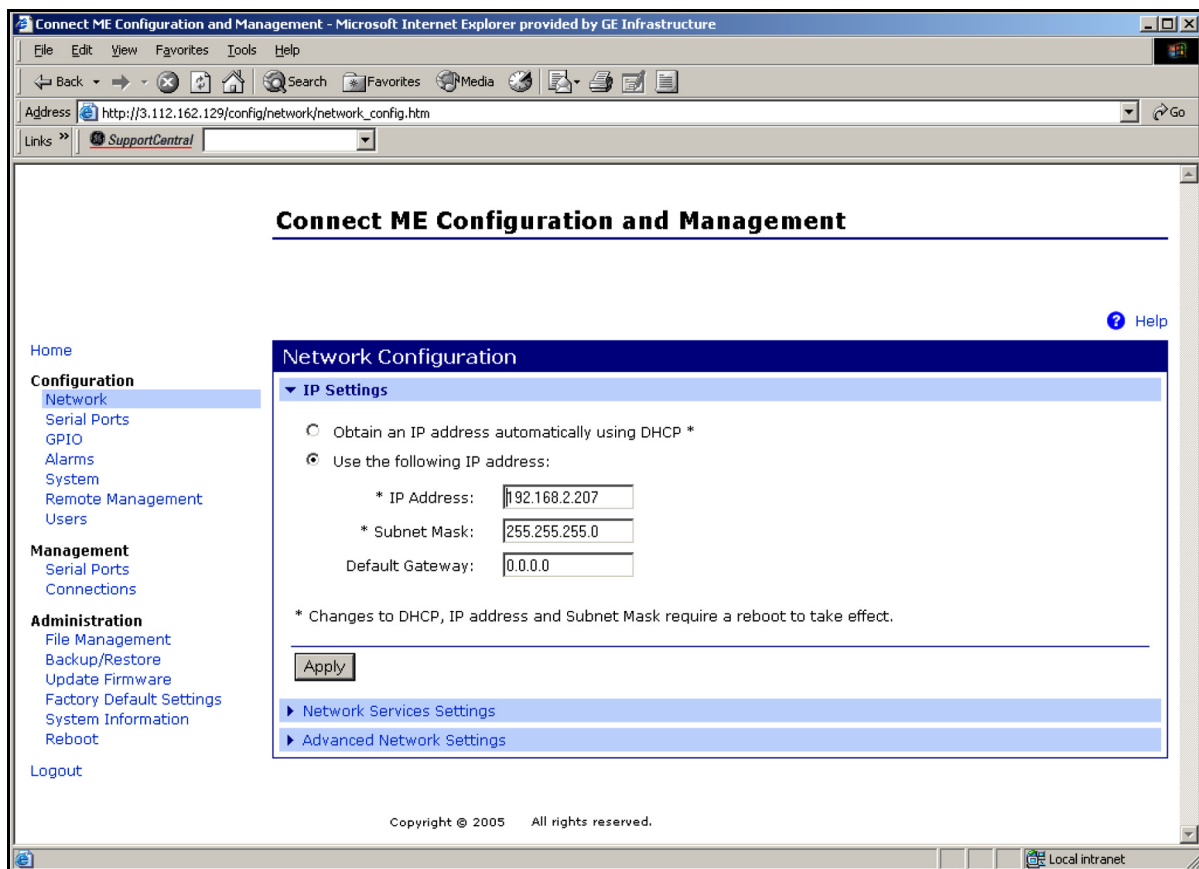 Connect ME Configuration and Management - Microsoft Internet Explorer provided by GE Infrastructure
File Edit View Favorites Tools Help
Back Search Favorites Media
Address http://3.112.162.129/config/network/network_config.htm Go
Links » SupportCentral
Connect ME Configuration and Management
? Help
Home
Configuration
Network
Serial Ports
GPIO
Alarms
System
Remote Management
Users
Management
Serial Ports
Connections
Administration
File Management
Backup/Restore
Update Firmware
Factory Default Settings
System Information
Reboot
Logout
Network Configuration
IP Settings
Obtain an IP address automatically using DHCP *
Use the following IP address:
* IP Address: 192.168.2.207
* Subnet Mask: 255.255.255.0
Default Gateway: 0.0.0.0
* Changes to DHCP, IP address and Subnet Mask require a reboot to take effect.
Apply
Network Services Settings
Advanced Network Settings
Copyright © 2005 All rights reserved.
Local intranet